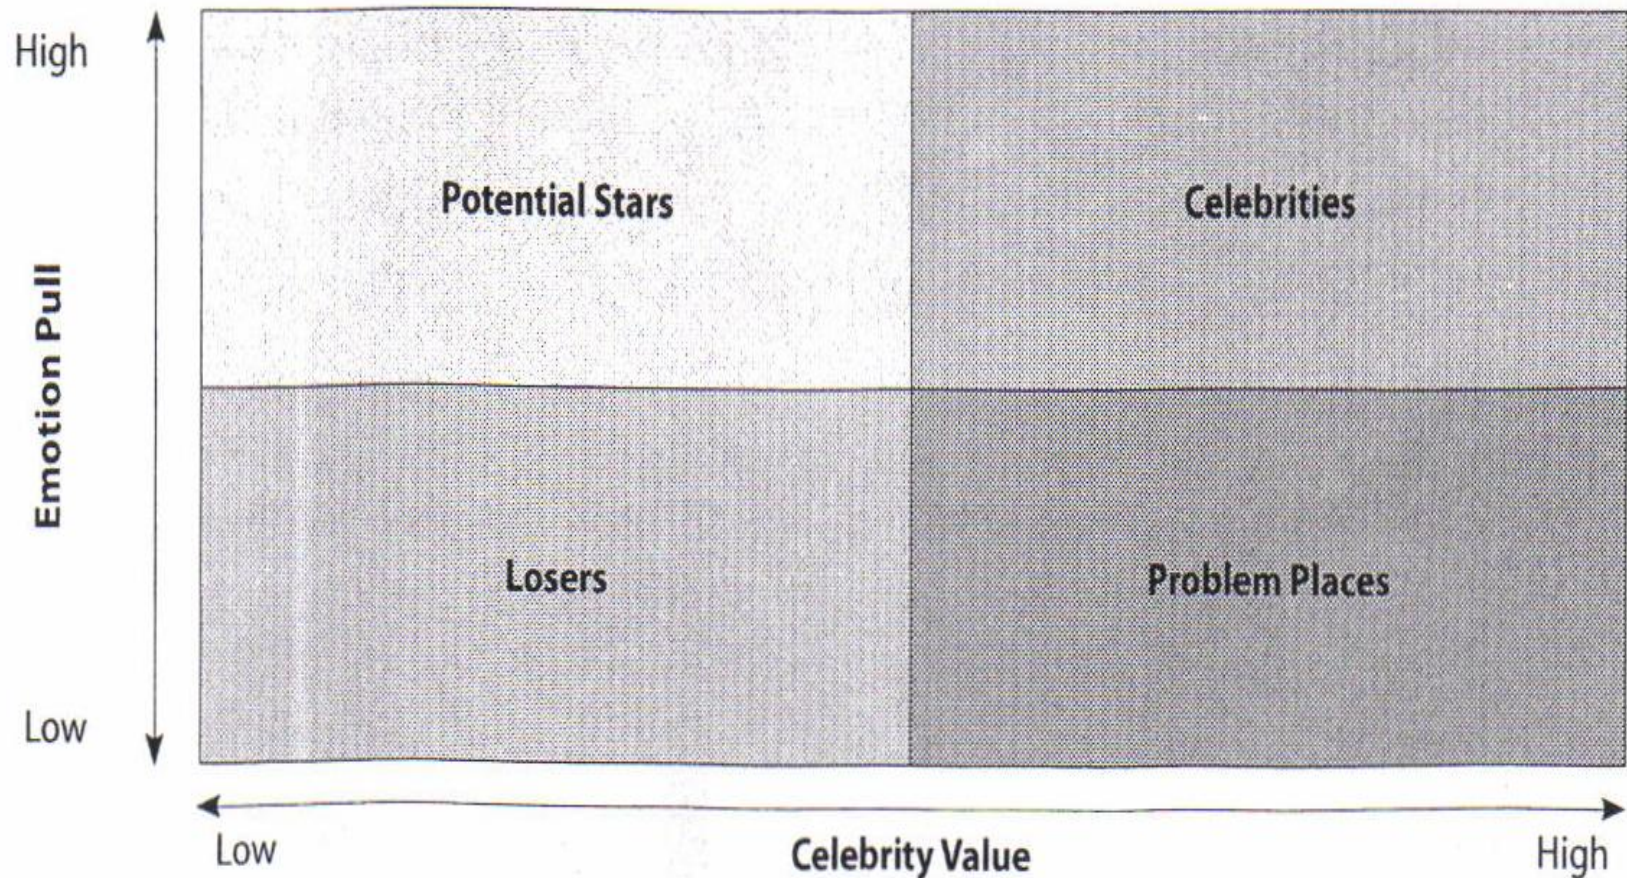 High
Potential Stars
Celebrities
Emotion Pull
Losers
Problem Places
Low
Low
Celebrity Value
High